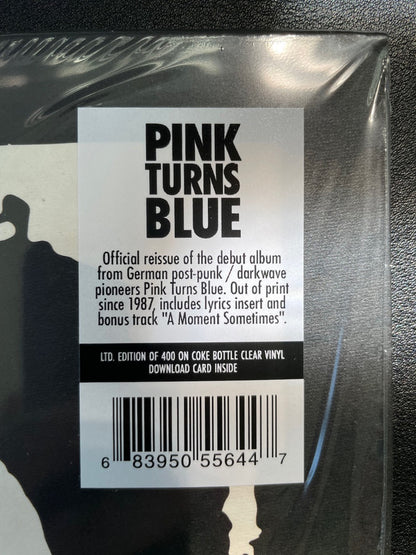 PINK
TURNS
BLUE
Official reissue of the debut album
from German post-punk / darkwave
pioneers Pink Turns Blue. Out of print
since 1987, includes lyrics insert and
bonus track "A Moment Sometimes".
LTD. EDITION OF 400 ON COKE BOTTLE CLEAR VINYL
DOWNLOAD CARD INSIDE
6 83950 55644 7